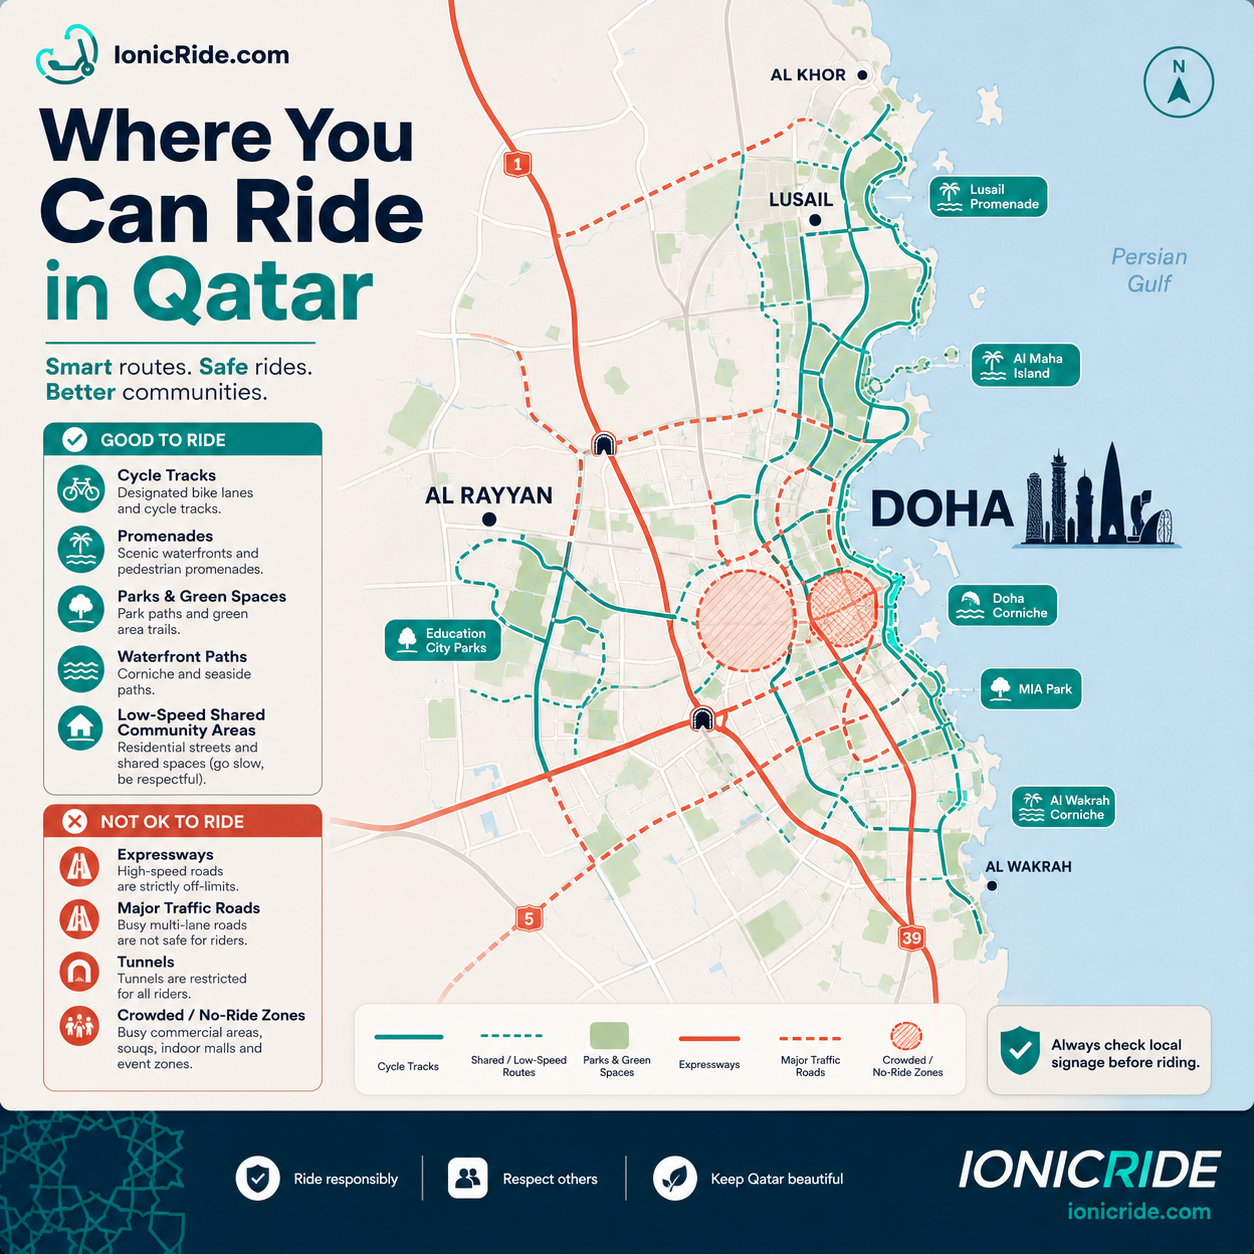 IonicRide.com
Where You
Can Ride
in Qatar
Smart routes. Safe rides.
Better communities.
GOOD TO RIDE
Cycle Tracks
Designated bike lanes
and cycle tracks.
Promenades
Scenic waterfronts and
pedestrian promenades.
Parks & Green Spaces
Park paths and green
area trails.
Waterfront Paths
Corniche and seaside
paths.
Low-Speed Shared
Community Areas
Residential streets and
shared spaces (go slow,
be respectful).
NOT OK TO RIDE
Expressways
High-speed roads
are strictly off-limits.
Major Traffic Roads
Busy multi-lane roads
are not safe for riders.
Tunnels
Tunnels are restricted
for all riders.
Crowded / No-Ride Zones
Busy commercial areas,
souqs, indoor malls and
event zones.
N
AL KHOR
1
Lusail
Promenade
LUSAIL
Persian
Gulf
Al Maha
Island
AL RAYYAN
DOHA
Doha
Corniche
Education
City Parks
MIA Park
Al Wakrah
Corniche
AL WAKRAH
5
39
Cycle Tracks
Shared / Low-Speed
Routes
Parks & Green
Spaces
Expressways
Major Traffic
Roads
Crowded /
No-Ride Zones
Always check local
signage before riding.
Ride responsibly
Respect others
Keep Qatar beautiful
IONICRIDE
ionicride.com